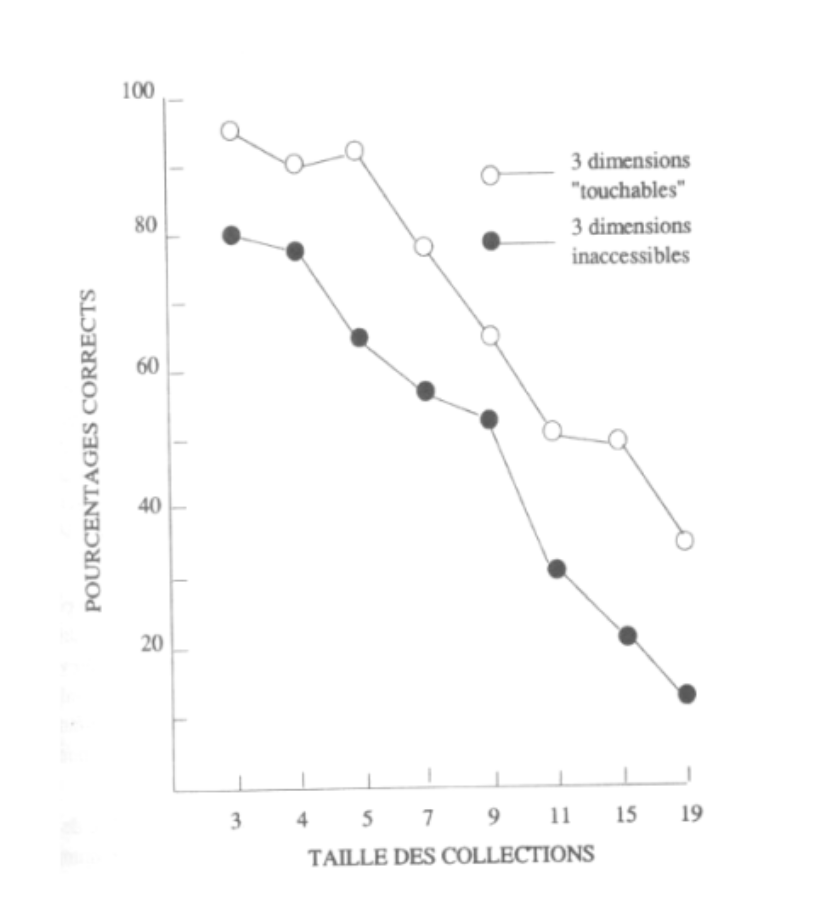 100
80
60
40
20
POURCENTAGES CORRECTS
3 dimensions
"touchables"
3 dimensions
inaccessibles
3 4 5 7 9 11 15 19
TAILLE DES COLLECTIONS